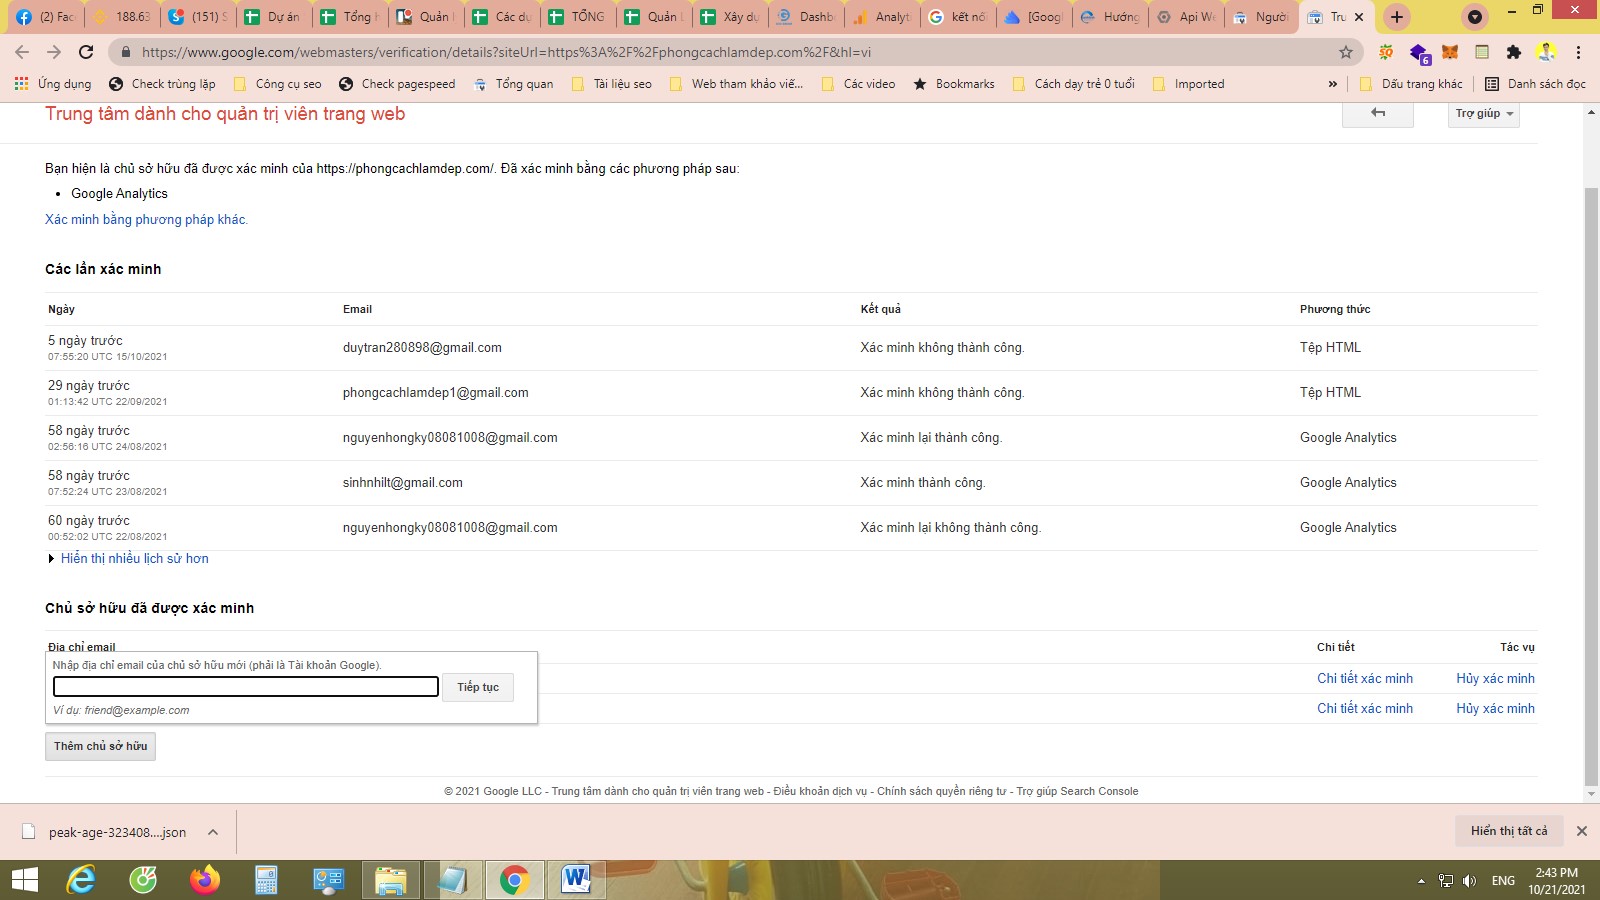 (2) Fac
188.63
(151) S
Dự án
Tổng h
Quản l
Các dự
TỔNG
Quản l
Xây dự
Dashb
Analyti
kết nố
[Googl
Hướng
Api We
Người
Tru
https://www.google.com/webmasters/verification/details?siteUrl=https%3A%2F%2Fphongcachlamdep.com%2F&hl=vi
6
Ứng dụng
Check trùng lặp
Công cụ seo
Check pagespeed
Tổng quan
Tài liệu seo
Web tham khảo viế...
Các video
Bookmarks
Cách dạy trẻ 0 tuổi
Imported
»
Dấu trang khác
Danh sách đọc
Trung tâm dành cho quản trị viên trang web
Trợ giúp
Bạn hiện là chủ sở hữu đã được xác minh của https://phongcachlamdep.com/. Đã xác minh bằng các phương pháp sau:
• Google Analytics
Xác minh bằng phương pháp khác.
Các lần xác minh
Ngày Email Kết quả Phương thức
5 ngày trước
07:55:20 UTC 15/10/2021
duytran280898@gmail.com Xác minh không thành công. Tệp HTML
29 ngày trước
01:13:42 UTC 22/09/2021
phongcachlamdep1@gmail.com Xác minh không thành công. Tệp HTML
58 ngày trước
02:56:16 UTC 24/08/2021
nguyenhongky08081008@gmail.com Xác minh lại thành công. Google Analytics
58 ngày trước
07:52:24 UTC 23/08/2021
sinhnhilt@gmail.com Xác minh thành công. Google Analytics
60 ngày trước
00:52:02 UTC 22/08/2021
nguyenhongky08081008@gmail.com Xác minh lại không thành công. Google Analytics
Hiển thị nhiều lịch sử hơn
Chủ sở hữu đã được xác minh
Địa chỉ email Chi tiết Tác vụ
Nhập địa chỉ email của chủ sở hữu mới (phải là Tài khoản Google).
Tiếp tục
Ví dụ: friend@example.com
Chi tiết xác minh Hủy xác minh
Chi tiết xác minh Hủy xác minh
Thêm chủ sở hữu
© 2021 Google LLC - Trung tâm dành cho quản trị viên trang web - Điều khoản dịch vụ - Chính sách quyền riêng tư - Trợ giúp Search Console
peak-age-323408....json
Hiển thị tất cả
ENG
2:43 PM
10/21/2021